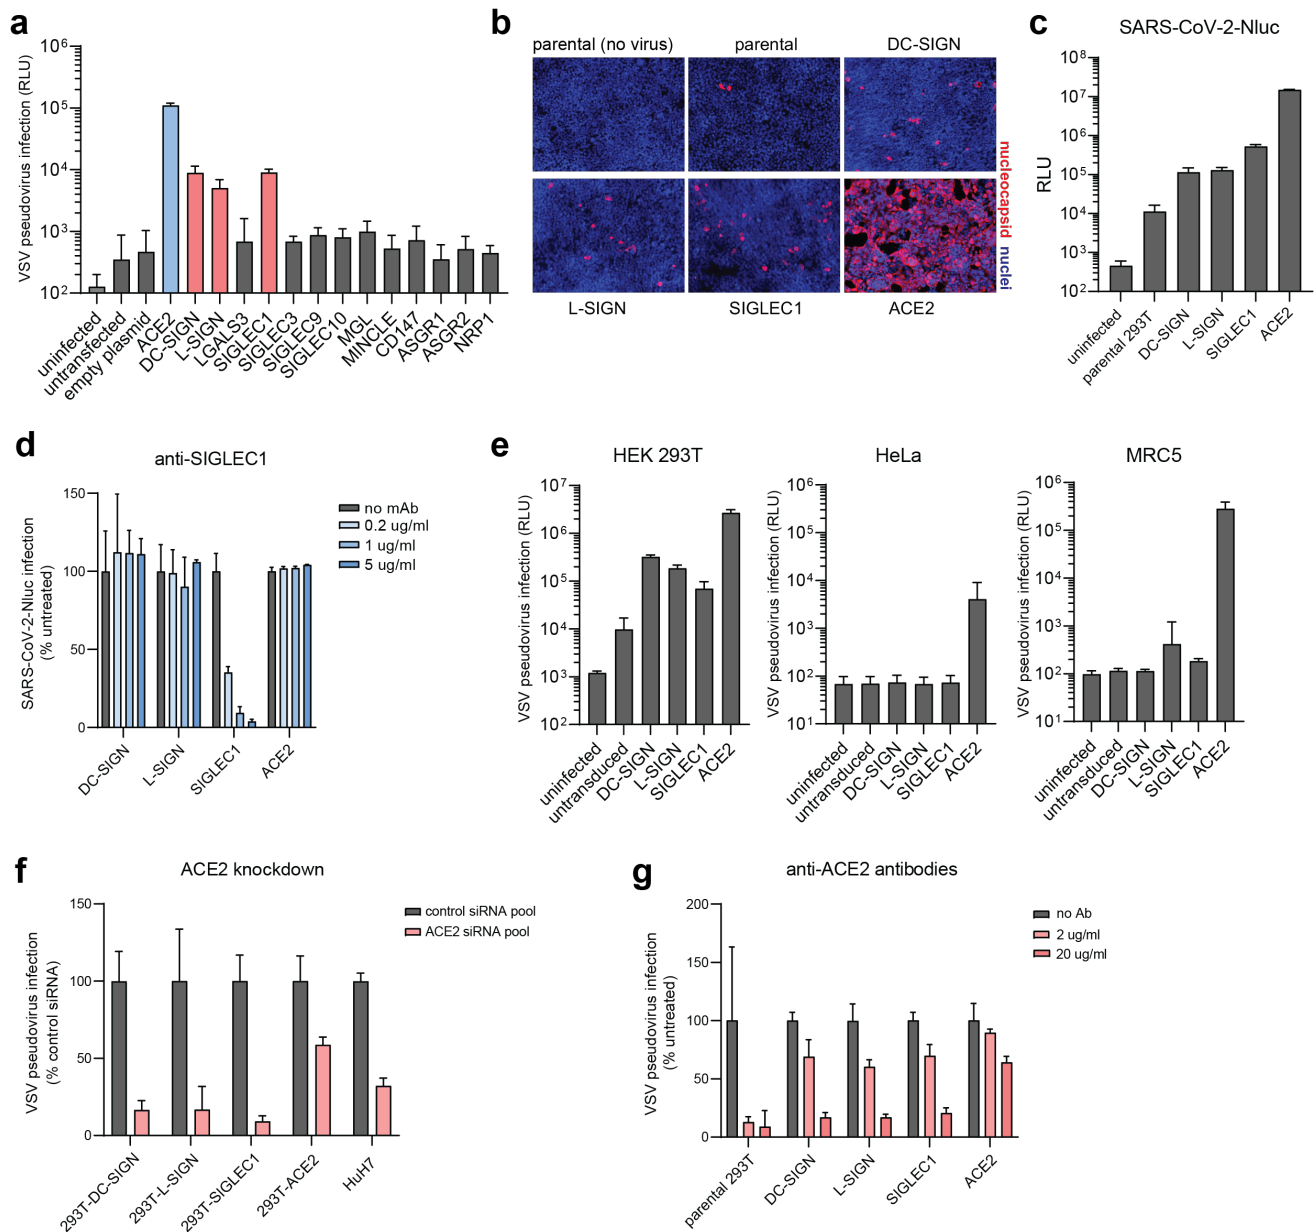 a
VSV pseudovirus infection (RLU)
10⁶
10⁵
10⁴
10³
10²
uninfected
untransfected
empty plasmid
ACE2
DC-SIGN
L-SIGN
LGALS3
SIGLEC1
SIGLEC3
SIGLEC9
SIGLEC10
MGL
MINCLE
CD147
ASGR1
ASGR2
NRP1
b
parental (no virus)
parental
DC-SIGN
L-SIGN
SIGLEC1
ACE2
nucleocapsid nuclei
c
SARS-CoV-2-Nluc
RLU
10⁸
10⁷
10⁶
10⁵
10⁴
10³
10²
uninfected
parental 293T
DC-SIGN
L-SIGN
SIGLEC1
ACE2
d
anti-SIGLEC1
SARS-CoV-2-Nluc infection
(% untreated)
150
100
50
0
DC-SIGN
L-SIGN
SIGLEC1
ACE2
no mAb
0.2 ug/ml
1 ug/ml
5 ug/ml
e
HEK 293T
VSV pseudovirus infection (RLU)
10⁷
10⁶
10⁵
10⁴
10³
10²
uninfected
untransduced
DC-SIGN
L-SIGN
SIGLEC1
ACE2
HeLa
VSV pseudovirus infection (RLU)
10⁶
10⁵
10⁴
10³
10²
10¹
uninfected
untransduced
DC-SIGN
L-SIGN
SIGLEC1
ACE2
MRC5
VSV pseudovirus infection (RLU)
10⁶
10⁵
10⁴
10³
10²
10¹
uninfected
untransduced
DC-SIGN
L-SIGN
SIGLEC1
ACE2
f
ACE2 knockdown
VSV pseudovirus infection
(% control siRNA)
150
100
50
0
293T-DC-SIGN
293T-L-SIGN
293T-SIGLEC1
293T-ACE2
HuH7
control siRNA pool
ACE2 siRNA pool
g
anti-ACE2 antibodies
VSV pseudovirus infection
(% untreated)
200
150
100
50
0
parental 293T
DC-SIGN
L-SIGN
SIGLEC1
ACE2
no Ab
2 ug/ml
20 ug/ml